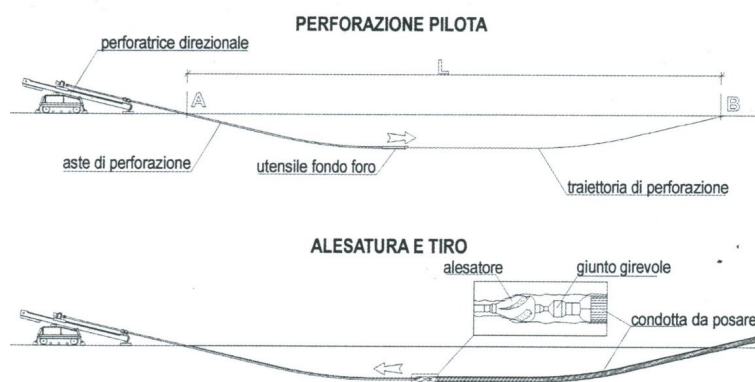 PERFORAZIONE PILOTA
perforatrice direzionale
L
A
B
aste di perforazione
utensile fondo foro
traiettoria di perforazione
ALESATURA E TIRO
alesatore
giunto girevole
condotta da posare